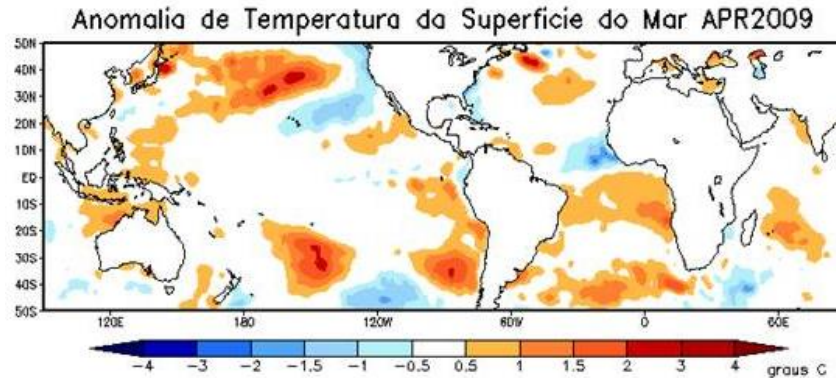 Anomalia de Temperatura da Superficie do Mar APR2009
50N
40N
30N
20N
10N
EQ
10S
20S
30S
40S
50S
120E 180 120W 60W 0 60E
-4 -3 -2 -1.5 -1 -0.5 0.5 1 1.5 2 3 4
graus C